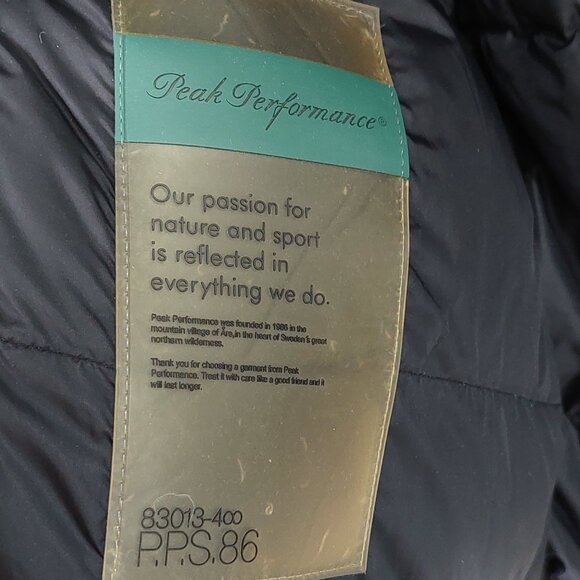 Peak Performance®
Our passion for
nature and sport
is reflected in
everything we do.
Peak Performance was founded in 1986 in the
mountain village of Åre,in the heart of Sweden's great
northern wilderness.
Thank you for choosing a garment from Peak
Performance. Treat it with care like a good friend and it
will last longer.
83013-400
P.P.S.86